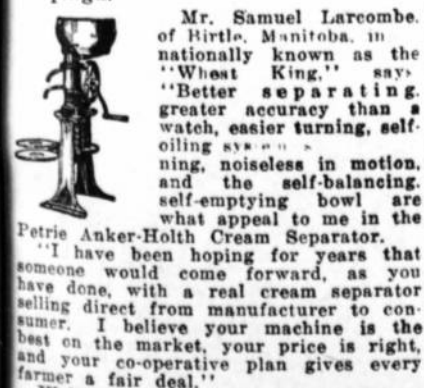 Mr. Samuel Larcombe.
of Birtle, Manitoba, in
nationally known as the
"Wheat King," says
"Better separating.
greater accuracy than a
watch, easier turning, self-
oiling
ning, noiseless in motion,
and the self-balancing.
self-emptying bowl are
what appeal to me in the
Petrie Anker-Holth Cream Separator.
"I have been hoping for years that
someone would come forward, as you
have done, with a real cream separator
selling direct from manufacturer to con-
sumer. I believe your machine is the
best on the market, your price is right,
and your co-operative plan gives every
farmer a fair deal."